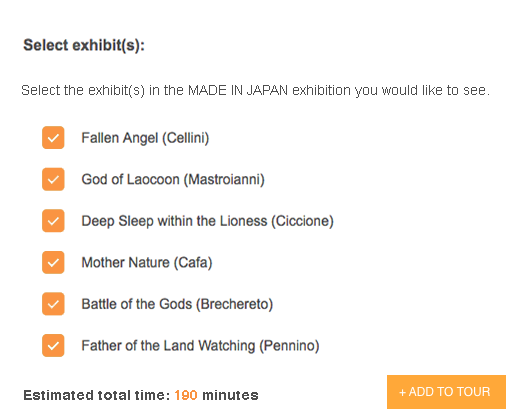 Select exhibit(s):
Select the exhibit(s) in the MADE IN JAPAN exhibition you would like to see.
Fallen Angel (Cellini)
God of Laocoon (Mastroianni)
Deep Sleep within the Lioness (Ciccione)
Mother Nature (Cafa)
Battle of the Gods (Brechereto)
Father of the Land Watching (Pennino)
Estimated total time: 190 minutes
+ ADD TO TOUR